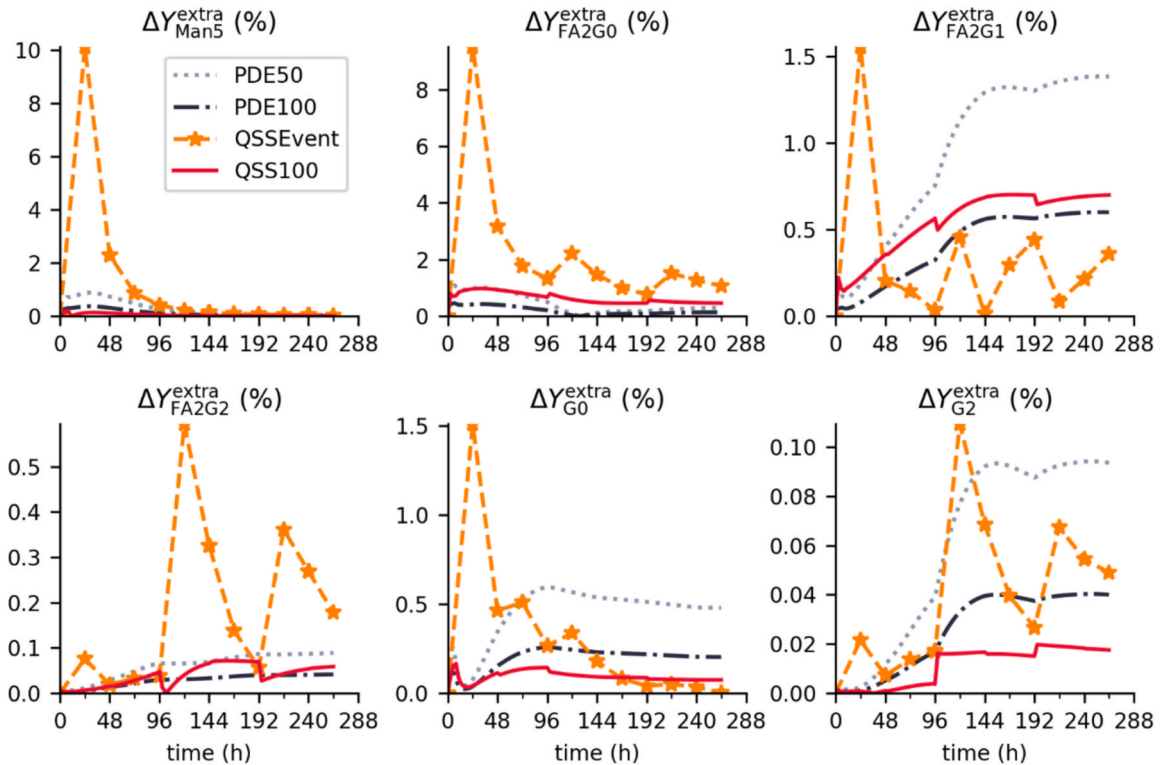 ΔY^extra_Man5 (%)
ΔY^extra_FA2G0 (%)
ΔY^extra_FA2G1 (%)
10
8
6
4
2
0
PDE50
PDE100
QSSEvent
QSS100
8
6
4
2
0
1.5
1.0
0.5
0.0
0 48 96 144 192 240 288
0 48 96 144 192 240 288
0 48 96 144 192 240 288
ΔY^extra_FA2G2 (%)
ΔY^extra_G0 (%)
ΔY^extra_G2 (%)
0.5
0.4
0.3
0.2
0.1
0.0
1.5
1.0
0.5
0.0
0.10
0.08
0.06
0.04
0.02
0.00
0 48 96 144 192 240 288
0 48 96 144 192 240 288
0 48 96 144 192 240 288
time (h)
time (h)
time (h)